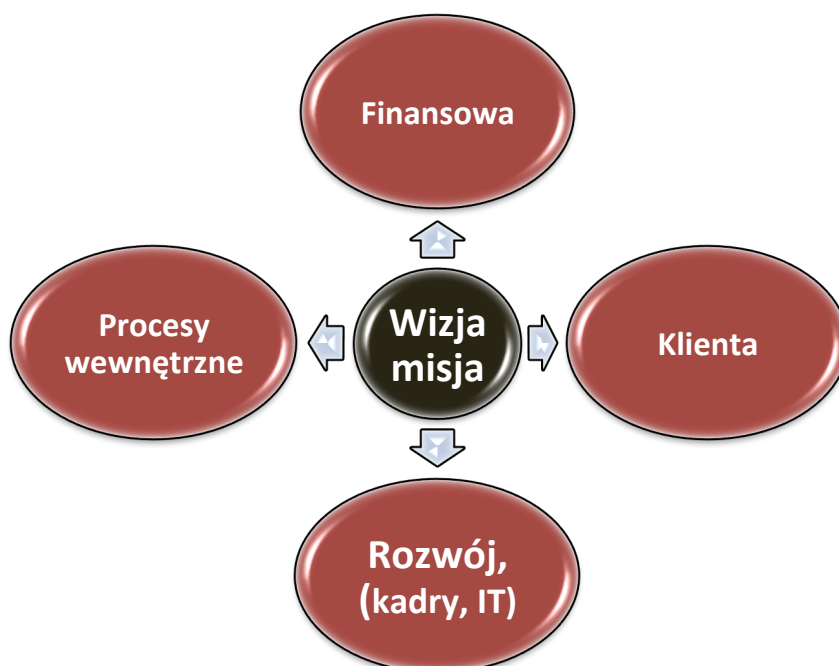 Finansowa
Procesy
wewnętrzne
Wizja
misja
Klienta
Rozwój,
(kadry, IT)